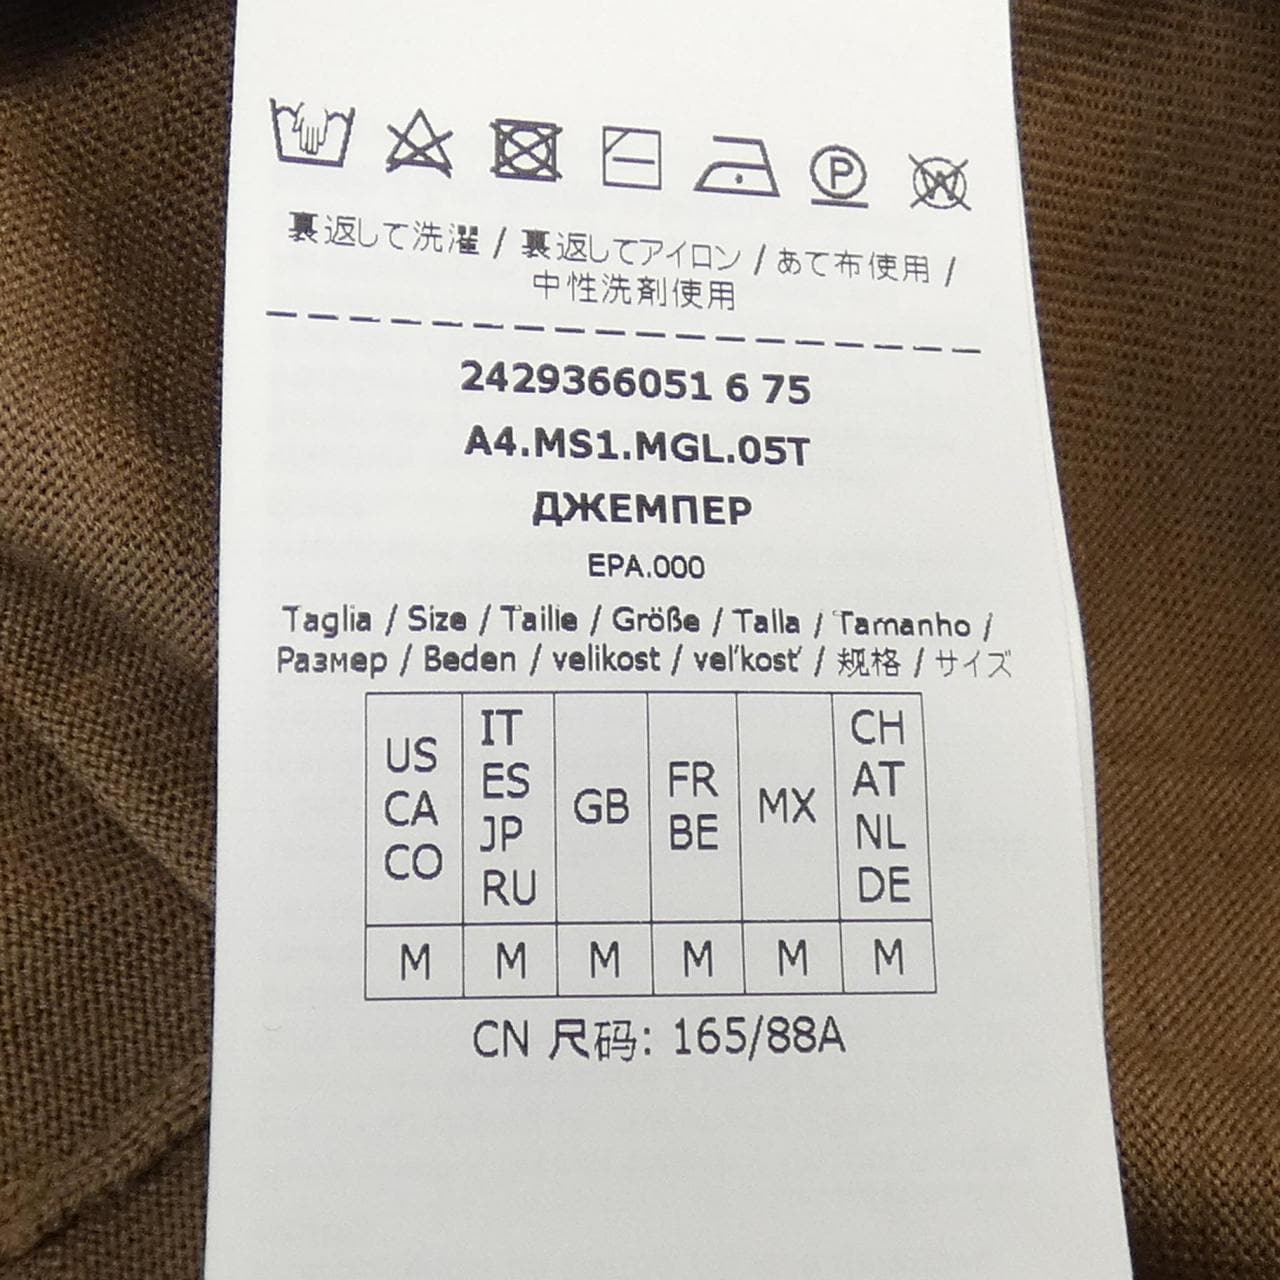 P W
裏返して洗濯 / 裏返してアイロン / あて布使用 /
中性洗剤使用
2429366051 6 75
A4.MS1.MGL.05T
ДЖЕМПЕР
EPA.000
Taglia / Size / Taille / Größe / Talla / Tamanho /
Размер / Beden / velikost / veľkosť / 规格 / サイズ
US CA CO IT ES JP RU GB FR BE MX CH AT NL DE
M M M M M M
CN 尺码: 165/88A